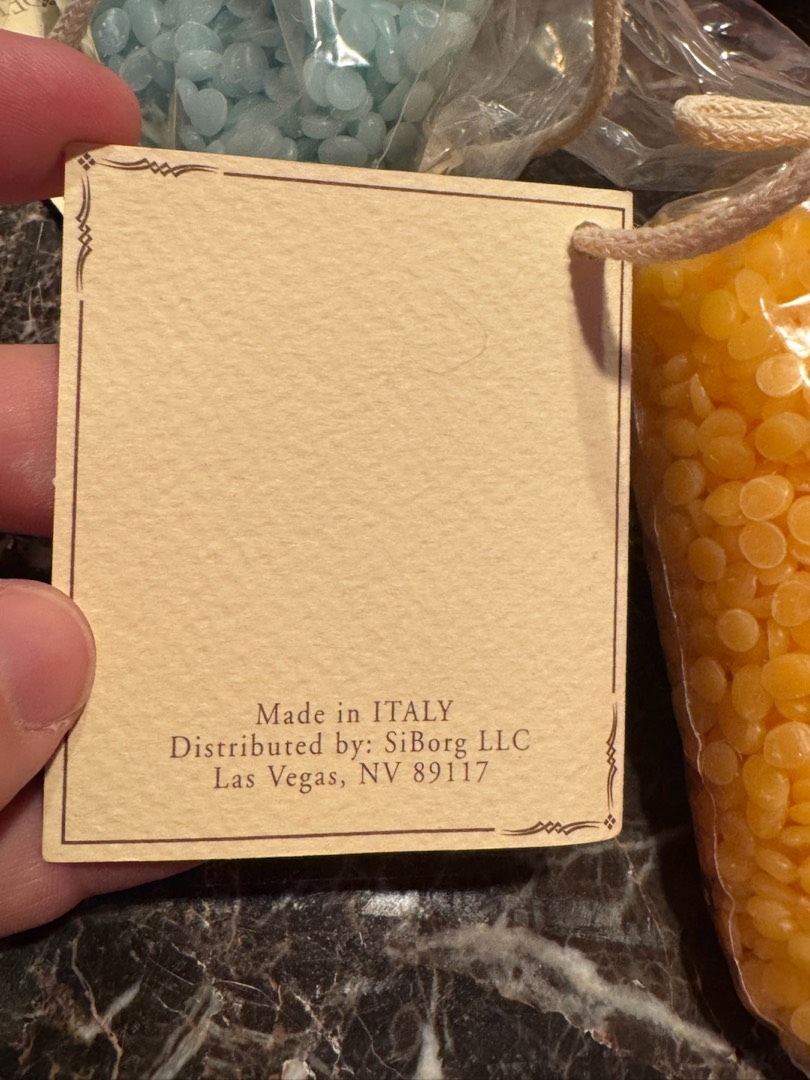 Made in ITALY
Distributed by: SiBorg LLC
Las Vegas, NV 89117